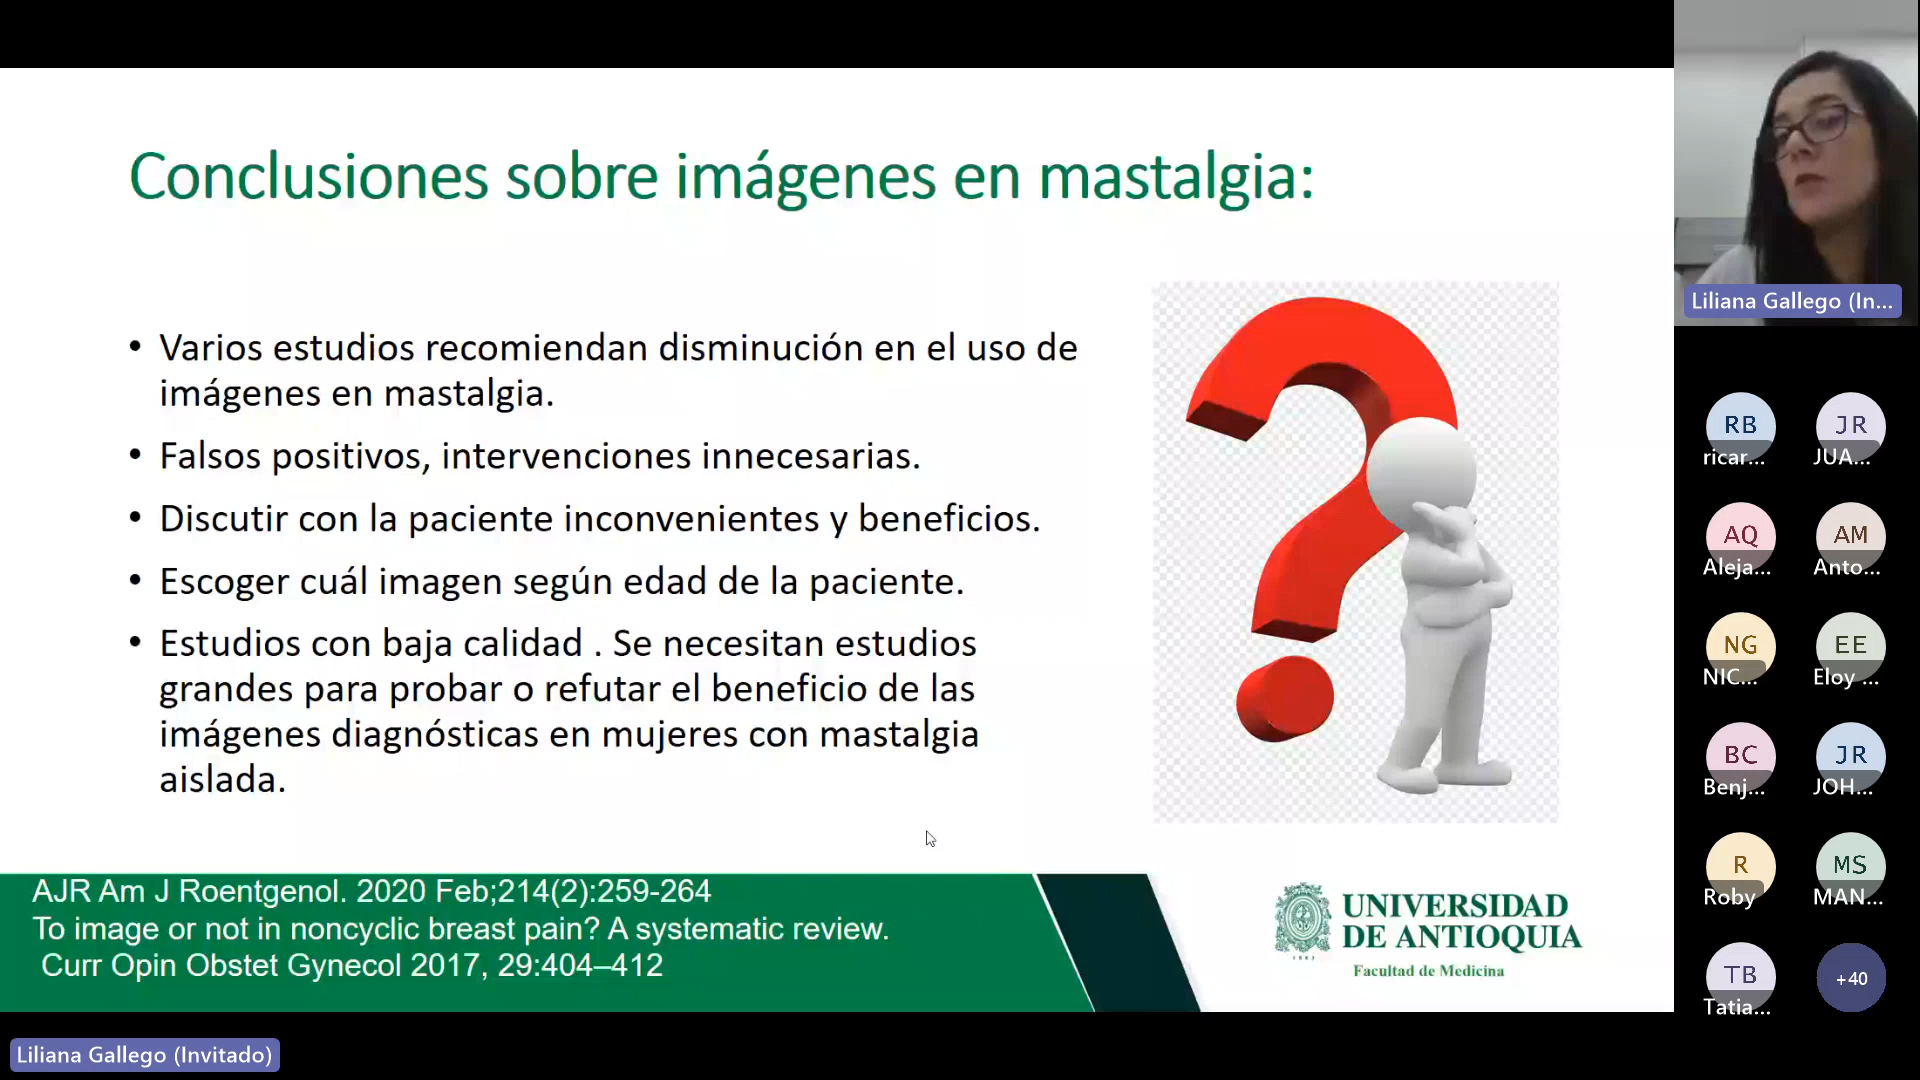 Conclusiones sobre imágenes en mastalgia:
• Varios estudios recomiendan disminución en el uso de
imágenes en mastalgia.
• Falsos positivos, intervenciones innecesarias.
• Discutir con la paciente inconvenientes y beneficios.
• Escoger cuál imagen según edad de la paciente.
• Estudios con baja calidad . Se necesitan estudios
grandes para probar o refutar el beneficio de las
imágenes diagnósticas en mujeres con mastalgia
aislada.
AJR Am J Roentgenol. 2020 Feb;214(2):259-264
To image or not in noncyclic breast pain? A systematic review.
Curr Opin Obstet Gynecol 2017, 29:404–412
UNIVERSIDAD
DE ANTIOQUIA
1803
Facultad de Medicina
Liliana Gallego (Invitado)
Liliana Gallego (In...
RB JR
ricar... JUA...
AQ AM
Aleja... Anto...
NG EE
NIC... Eloy ...
BC JR
Benj... JOH...
R MS
Roby MAN...
TB +40
Tatia...